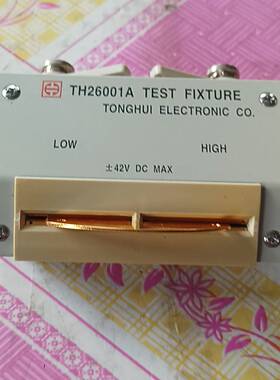 TH26001A TEST FIXTURE
TONGHUI ELECTRONIC CO.
LOW HIGH
±42V DC MAX